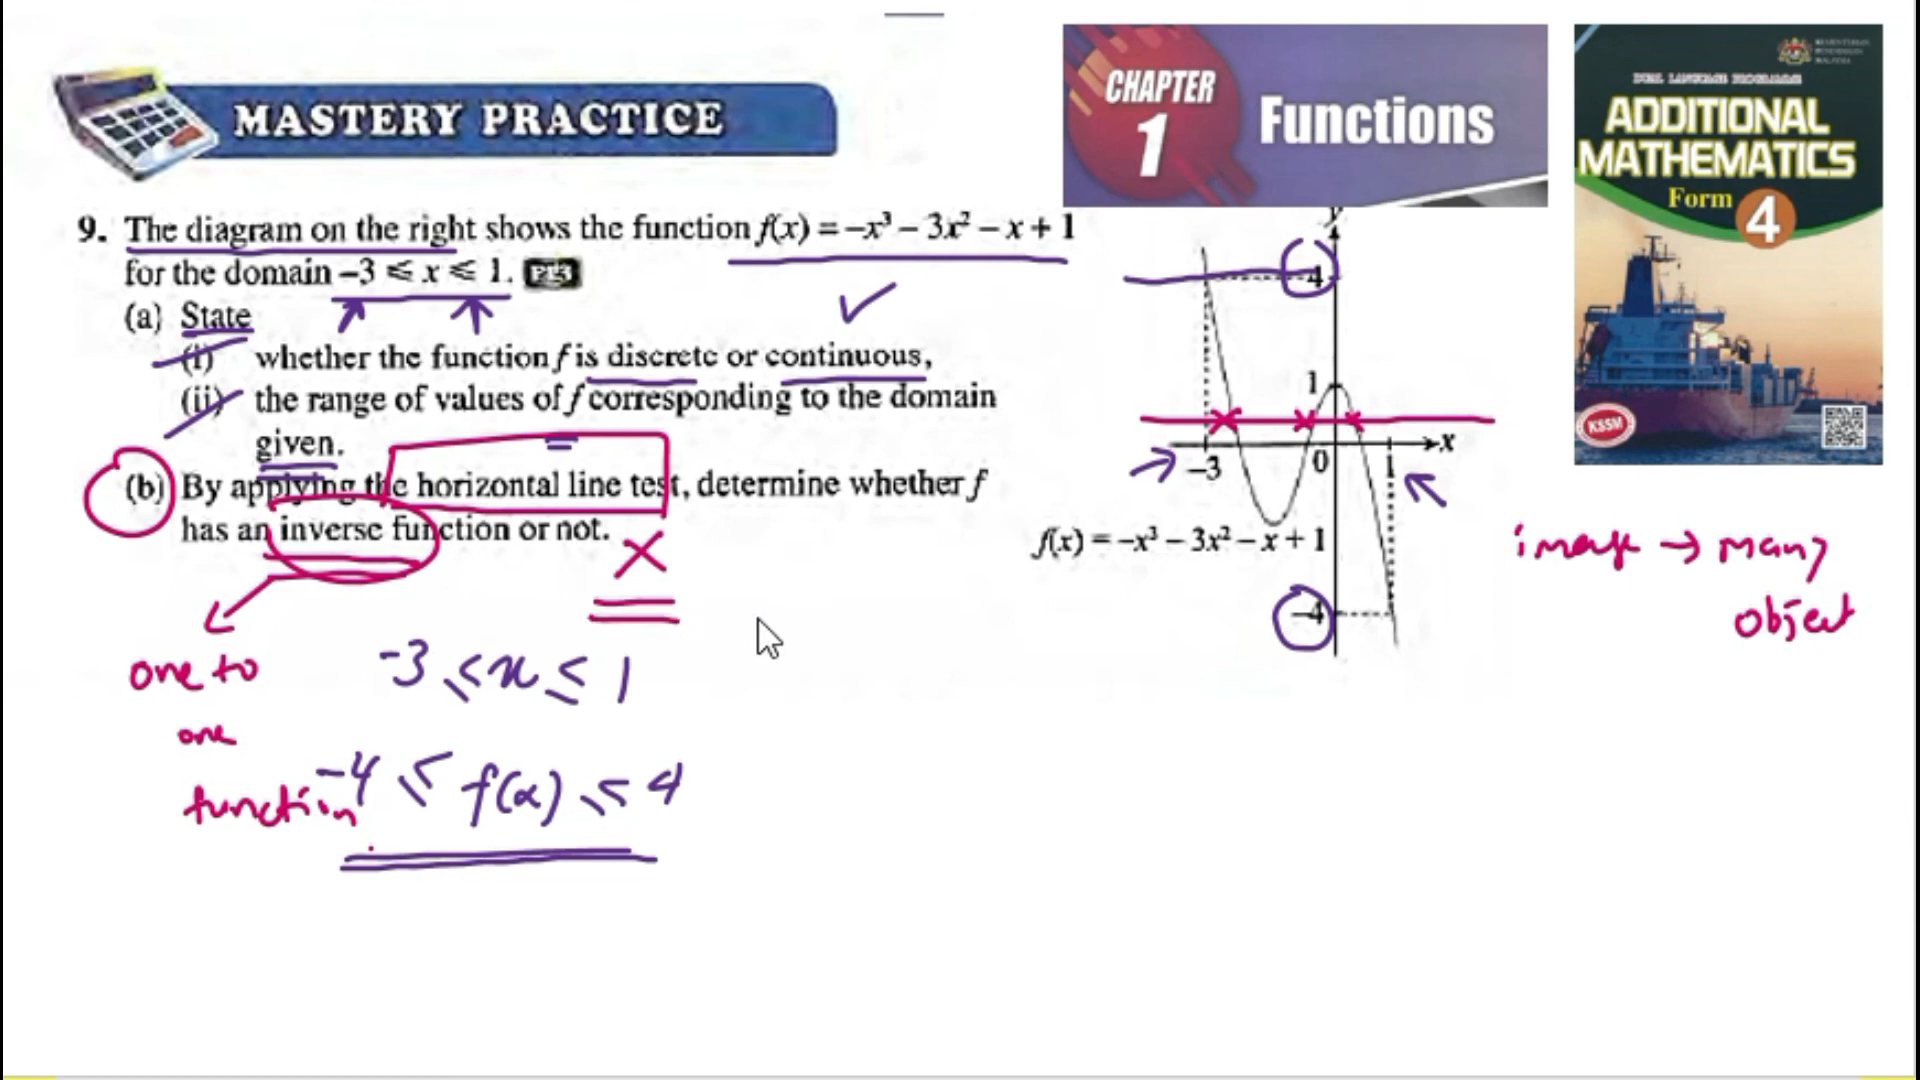 MASTERY PRACTICE
CHAPTER
1
Functions
DUAL LANGUAGE PROGRAMME
ADDITIONAL
MATHEMATICS
Form 4
KSSM
9. The diagram on the right shows the function f(x) = –x³ – 3x² – x + 1
for the domain –3 ⩽ x ⩽ 1.
(a) State
(i) whether the function f is discrete or continuous,
(ii) the range of values of f corresponding to the domain
given.
(b) By applying the horizontal line test, determine whether f
has an inverse function or not.
y
4
1
x
–3
0
1
f(x) = –x³ – 3x² – x + 1
–4
image → many
object
one to
one
function
-3 ≤ x ≤ 1
-4 ≤ f(x) ≤ 4